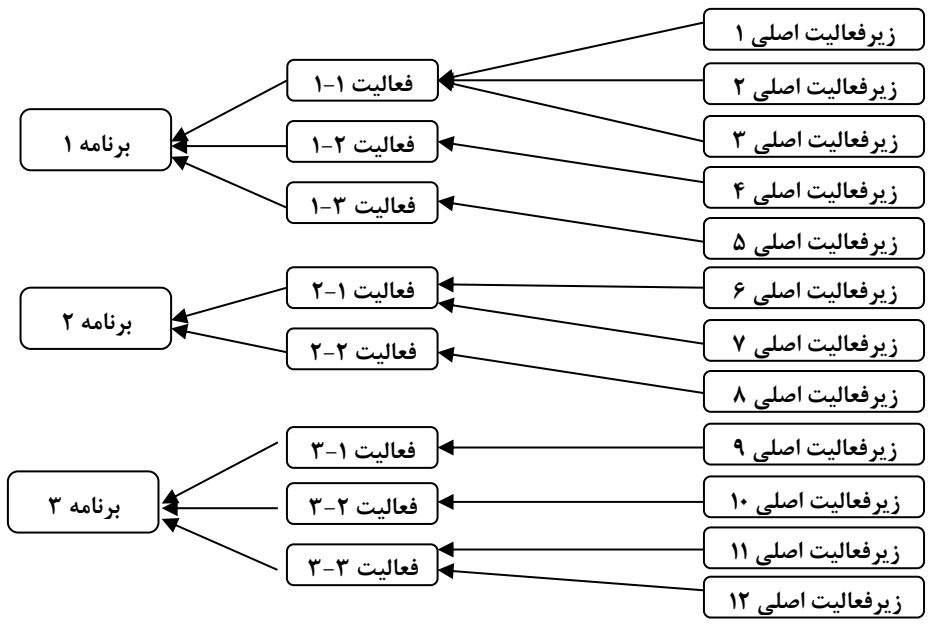 زیرفعالیت اصلی ۱
زیرفعالیت اصلی ۲
زیرفعالیت اصلی ۳
زیرفعالیت اصلی ۴
زیرفعالیت اصلی ۵
زیرفعالیت اصلی ۶
زیرفعالیت اصلی ۷
زیرفعالیت اصلی ۸
زیرفعالیت اصلی ۹
زیرفعالیت اصلی ۱۰
زیرفعالیت اصلی ۱۱
زیرفعالیت اصلی ۱۲
فعالیت ۱-۱
فعالیت ۱-۲
فعالیت ۱-۳
فعالیت ۲-۱
فعالیت ۲-۲
فعالیت ۳-۱
فعالیت ۳-۲
فعالیت ۳-۳
برنامه ۱
برنامه ۲
برنامه ۳